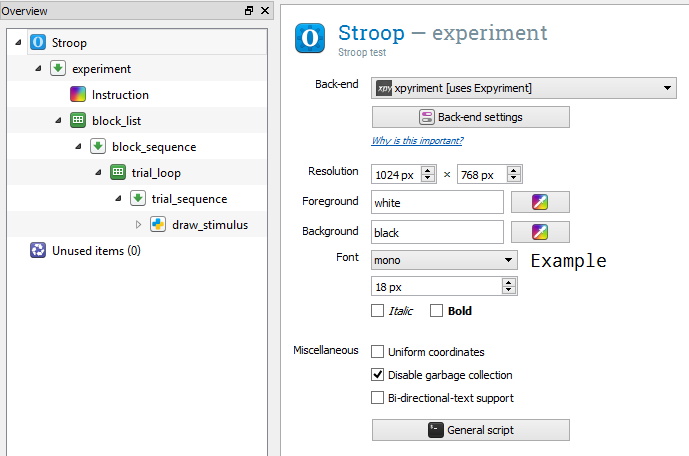 Overview
Stroop
experiment
Instruction
block_list
block_sequence
trial_loop
trial_sequence
draw_stimulus
Unused items (0)
Stroop — experiment
Stroop test
Back-end
xpy xpyriment [uses Expyriment]
Back-end settings
Why is this important?
Resolution 1024 px × 768 px
Foreground white
Background black
Font mono Example
18 px
Italic Bold
Miscellaneous Uniform coordinates
Disable garbage collection
Bi-directional-text support
General script